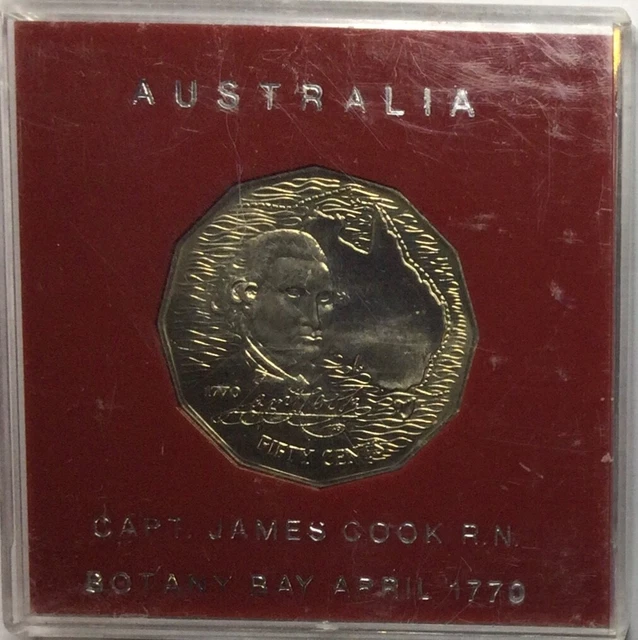 AUSTRALIA
1770
FIFTY CENTS
CAPT. JAMES COOK R.N.
BOTANY BAY APRIL 1770